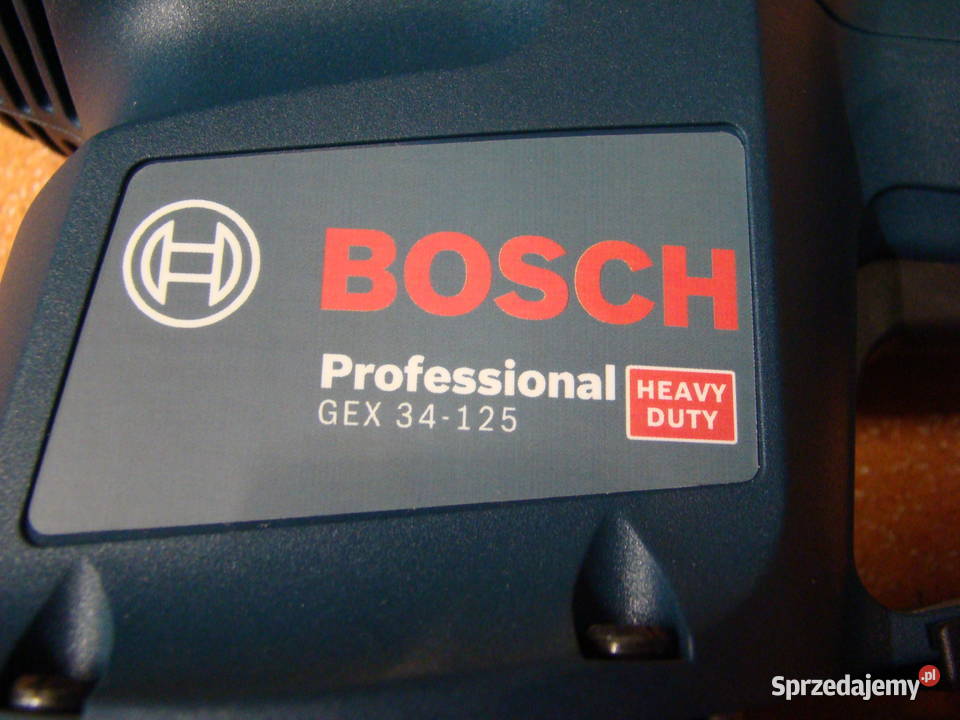 BOSCH
Professional
GEX 34-125
HEAVY
DUTY
Sprzedajemy.pl